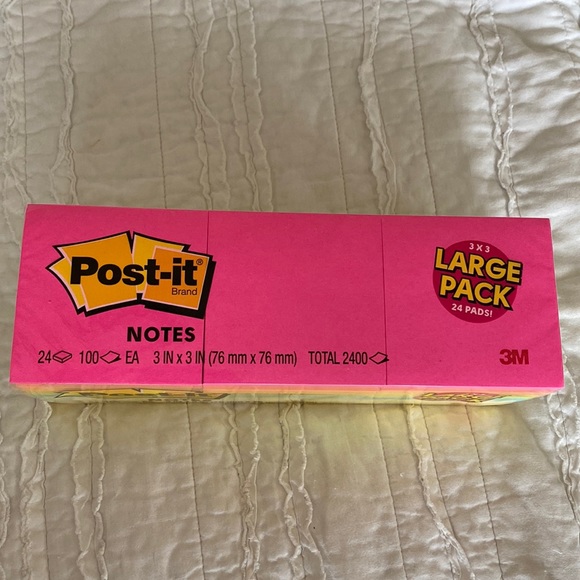 Post-it®
Brand
NOTES
24 100 EA 3 IN x 3 IN (76 mm x 76 mm) TOTAL 2400
3 X 3
LARGE
PACK
24 PADS!
3M